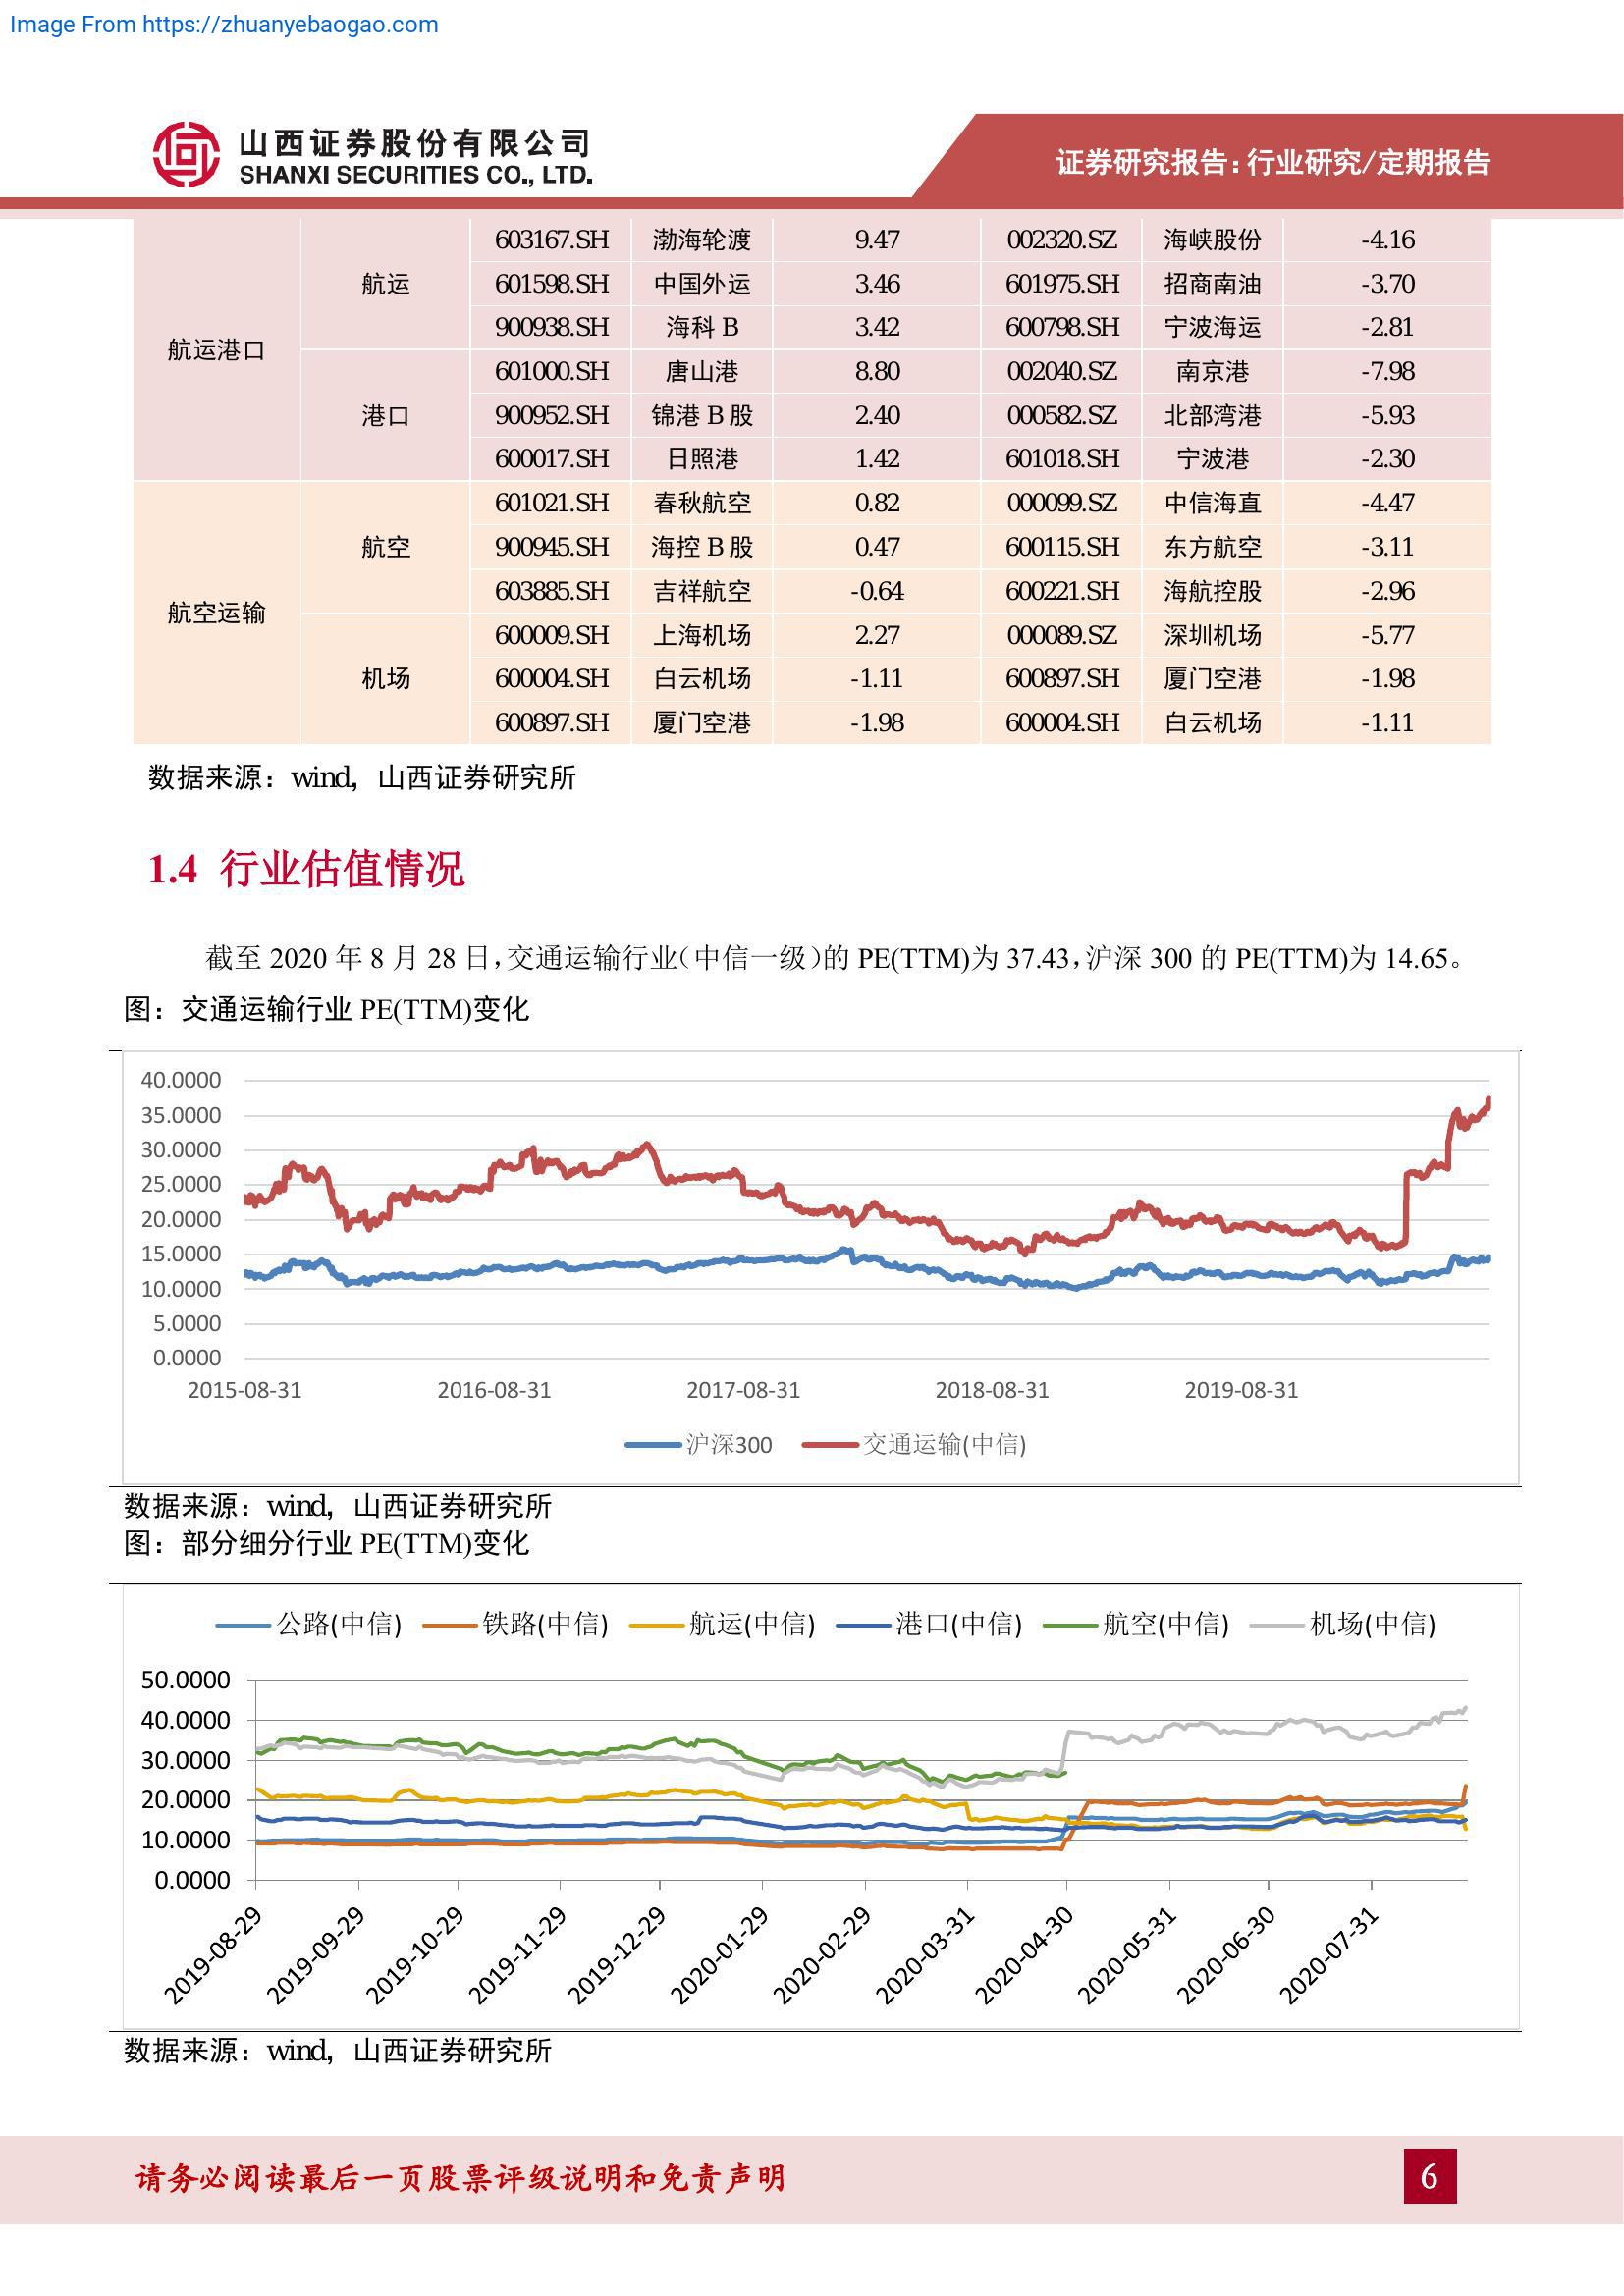 Image From https://zhuanyebaogao.com
山西证券股份有限公司
SHANXI SECURITIES CO., LTD.
证券研究报告：行业研究/定期报告
航运港口 航运 603167.SH 渤海轮渡 9.47 002320.SZ 海峡股份 -4.16
601598.SH 中国外运 3.46 601975.SH 招商南油 -3.70
900938.SH 海科 B 3.42 600798.SH 宁波海运 -2.81
港口 601000.SH 唐山港 8.80 002040.SZ 南京港 -7.98
900952.SH 锦港 B 股 2.40 000582.SZ 北部湾港 -5.93
600017.SH 日照港 1.42 601018.SH 宁波港 -2.30
航空运输 航空 601021.SH 春秋航空 0.82 000099.SZ 中信海直 -4.47
900945.SH 海控 B 股 0.47 600115.SH 东方航空 -3.11
603885.SH 吉祥航空 -0.64 600221.SH 海航控股 -2.96
机场 600009.SH 上海机场 2.27 000089.SZ 深圳机场 -5.77
600004.SH 白云机场 -1.11 600897.SH 厦门空港 -1.98
600897.SH 厦门空港 -1.98 600004.SH 白云机场 -1.11
数据来源：wind，山西证券研究所
1.4 行业估值情况
截至 2020 年 8 月 28 日，交通运输行业（中信一级）的 PE(TTM)为 37.43，沪深 300 的 PE(TTM)为 14.65。
图：交通运输行业 PE(TTM)变化
40.0000
35.0000
30.0000
25.0000
20.0000
15.0000
10.0000
5.0000
0.0000
2015-08-31 2016-08-31 2017-08-31 2018-08-31 2019-08-31
沪深300 交通运输(中信)
数据来源：wind，山西证券研究所
图：部分细分行业 PE(TTM)变化
公路(中信) 铁路(中信) 航运(中信) 港口(中信) 航空(中信) 机场(中信)
50.0000
40.0000
30.0000
20.0000
10.0000
0.0000
2019-08-29 2019-09-29 2019-10-29 2019-11-29 2019-12-29 2020-01-29 2020-02-29 2020-03-31 2020-04-30 2020-05-31 2020-06-30 2020-07-31
数据来源：wind，山西证券研究所
请务必阅读最后一页股票评级说明和免责声明
6